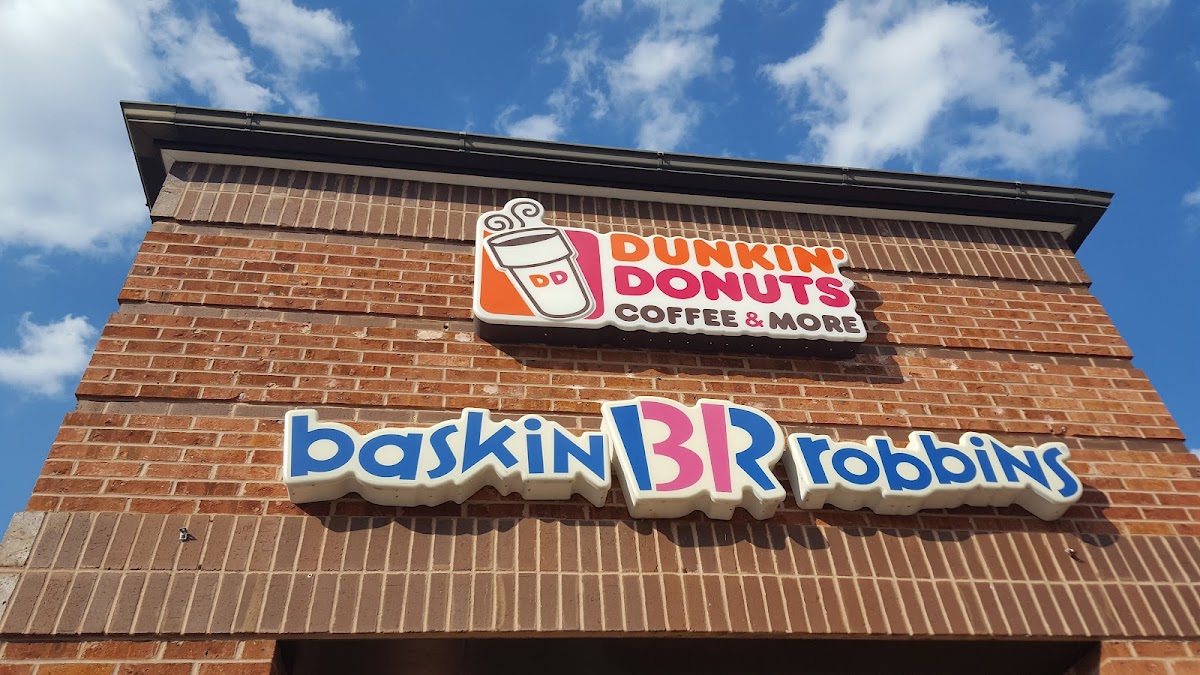 DD
DUNKIN'
DONUTS
COFFEE & MORE
baskin BR robbins